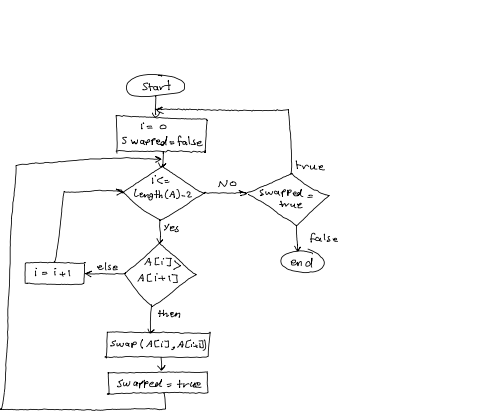 Start
i = 0
Swapped=false
i<=
Length(A)-2
NO
Swapped =
true
true
false
end
Yes
A[i]>
A[i+1]
else
i = i+1
then
Swap (A[i], A[i+1])
Swapped = true